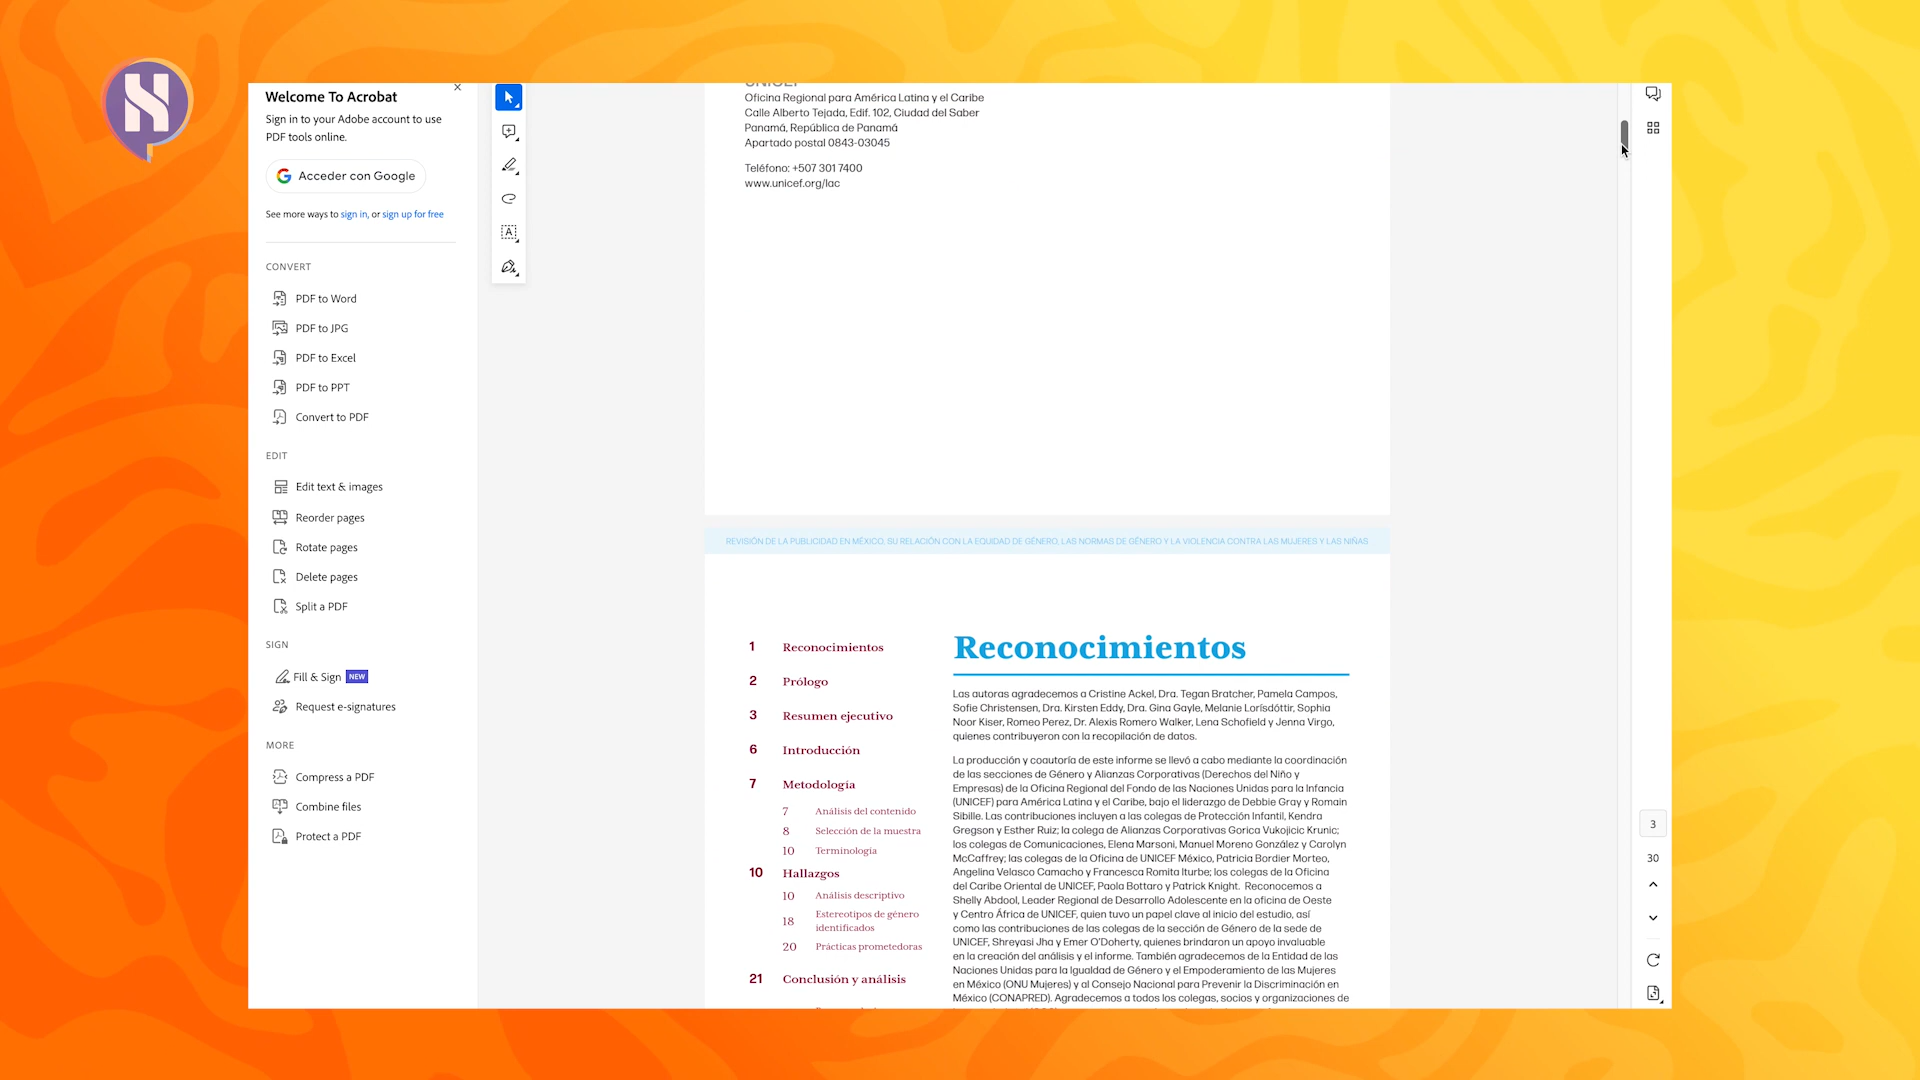 N
Welcome To Acrobat
Sign in to your Adobe account to use
PDF tools online.
Acceder con Google
See more ways to sign in, or sign up for free
CONVERT
PDF to Word
PDF to JPG
PDF to Excel
PDF to PPT
Convert to PDF
EDIT
Edit text & images
Reorder pages
Rotate pages
Delete pages
Split a PDF
SIGN
Fill & Sign NEW
Request e-signatures
MORE
Compress a PDF
Combine files
Protect a PDF
UNICEF
Oficina Regional para América Latina y el Caribe
Calle Alberto Tejada, Edif. 102, Ciudad del Saber
Panamá, República de Panamá
Apartado postal 0843-03045
Teléfono: +507 301 7400
www.unicef.org/lac
REVISIÓN DE LA PUBLICIDAD EN MÉXICO: SU RELACIÓN CON LA EQUIDAD DE GÉNERO, LAS NORMAS DE GÉNERO Y LA VIOLENCIA CONTRA LAS MUJERES Y LAS NIÑAS
1 Reconocimientos
2 Prólogo
3 Resumen ejecutivo
6 Introducción
7 Metodología
7 Análisis del contenido
8 Selección de la muestra
10 Terminología
10 Hallazgos
10 Análisis descriptivo
18 Estereotipos de género
identificados
20 Prácticas prometedoras
21 Conclusión y análisis
Reconocimientos
Las autoras agradecemos a Cristine Ackel, Dra. Tegan Bratcher, Pamela Campos,
Sofie Christensen, Dra. Kirsten Eddy, Dra. Gina Gayle, Melanie Lorísdóttir, Sophia
Noor Kiser, Romeo Perez, Dr. Alexis Romero Walker, Lena Schofield y Jenna Virgo,
quienes contribuyeron con la recopilación de datos.
La producción y coautoría de este informe se llevó a cabo mediante la coordinación
de las secciones de Género y Alianzas Corporativas (Derechos del Niño y
Empresas) de la Oficina Regional del Fondo de las Naciones Unidas para la Infancia
(UNICEF) para América Latina y el Caribe, bajo el liderazgo de Debbie Gray y Romain
Sibille. Las contribuciones incluyen a las colegas de Protección Infantil, Kendra
Gregson y Esther Ruiz; la colega de Alianzas Corporativas Gorica Vukojicic Krunic;
los colegas de Comunicaciones, Elena Marsoni, Manuel Moreno González y Carolyn
McCaffrey; las colegas de la Oficina de UNICEF México, Patricia Bordier Morteo,
Angelina Velasco Camacho y Francesca Romita Iturbe; los colegas de la Oficina
del Caribe Oriental de UNICEF, Paola Bottaro y Patrick Knight. Reconocemos a
Shelly Abdool, Leader Regional de Desarrollo Adolescente en la oficina de Oeste
y Centro África de UNICEF, quien tuvo un papel clave al inicio del estudio, así
como las contribuciones de las colegas de la sección de Género de la sede de
UNICEF, Shreyasi Jha y Emer O'Doherty, quienes brindaron un apoyo invaluable
en la creación del análisis y el informe. También agradecemos de la Entidad de las
Naciones Unidas para la Igualdad de Género y el Empoderamiento de las Mujeres
en México (ONU Mujeres) y al Consejo Nacional para Prevenir la Discriminación en
México (CONAPRED). Agradecemos a todos los colegas, socios y organizaciones de
3
30